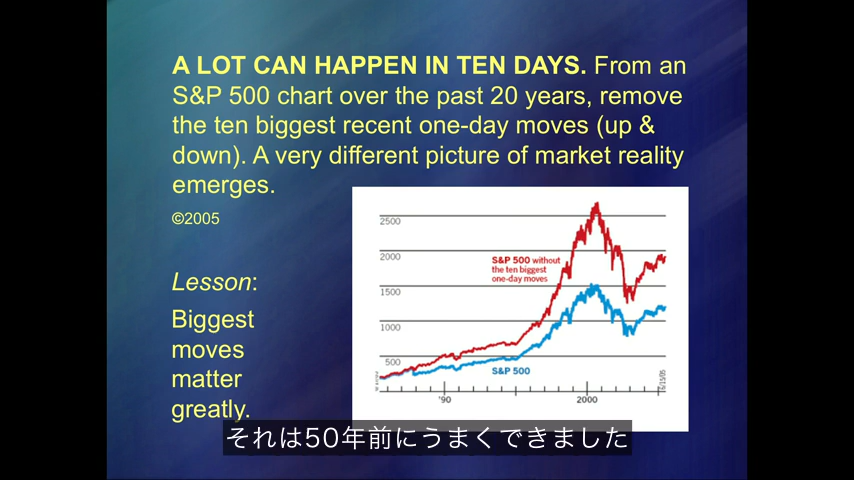 A LOT CAN HAPPEN IN TEN DAYS. From an
S&P 500 chart over the past 20 years, remove
the ten biggest recent one-day moves (up &
down). A very different picture of market reality
emerges.
©2005
Lesson:
Biggest
moves
matter
greatly.
2500
2000
1500
1000
500
S&P 500 without
the ten biggest
one-day moves
S&P 500
'90
2000
6/15/05
それは50年前にうまくできました